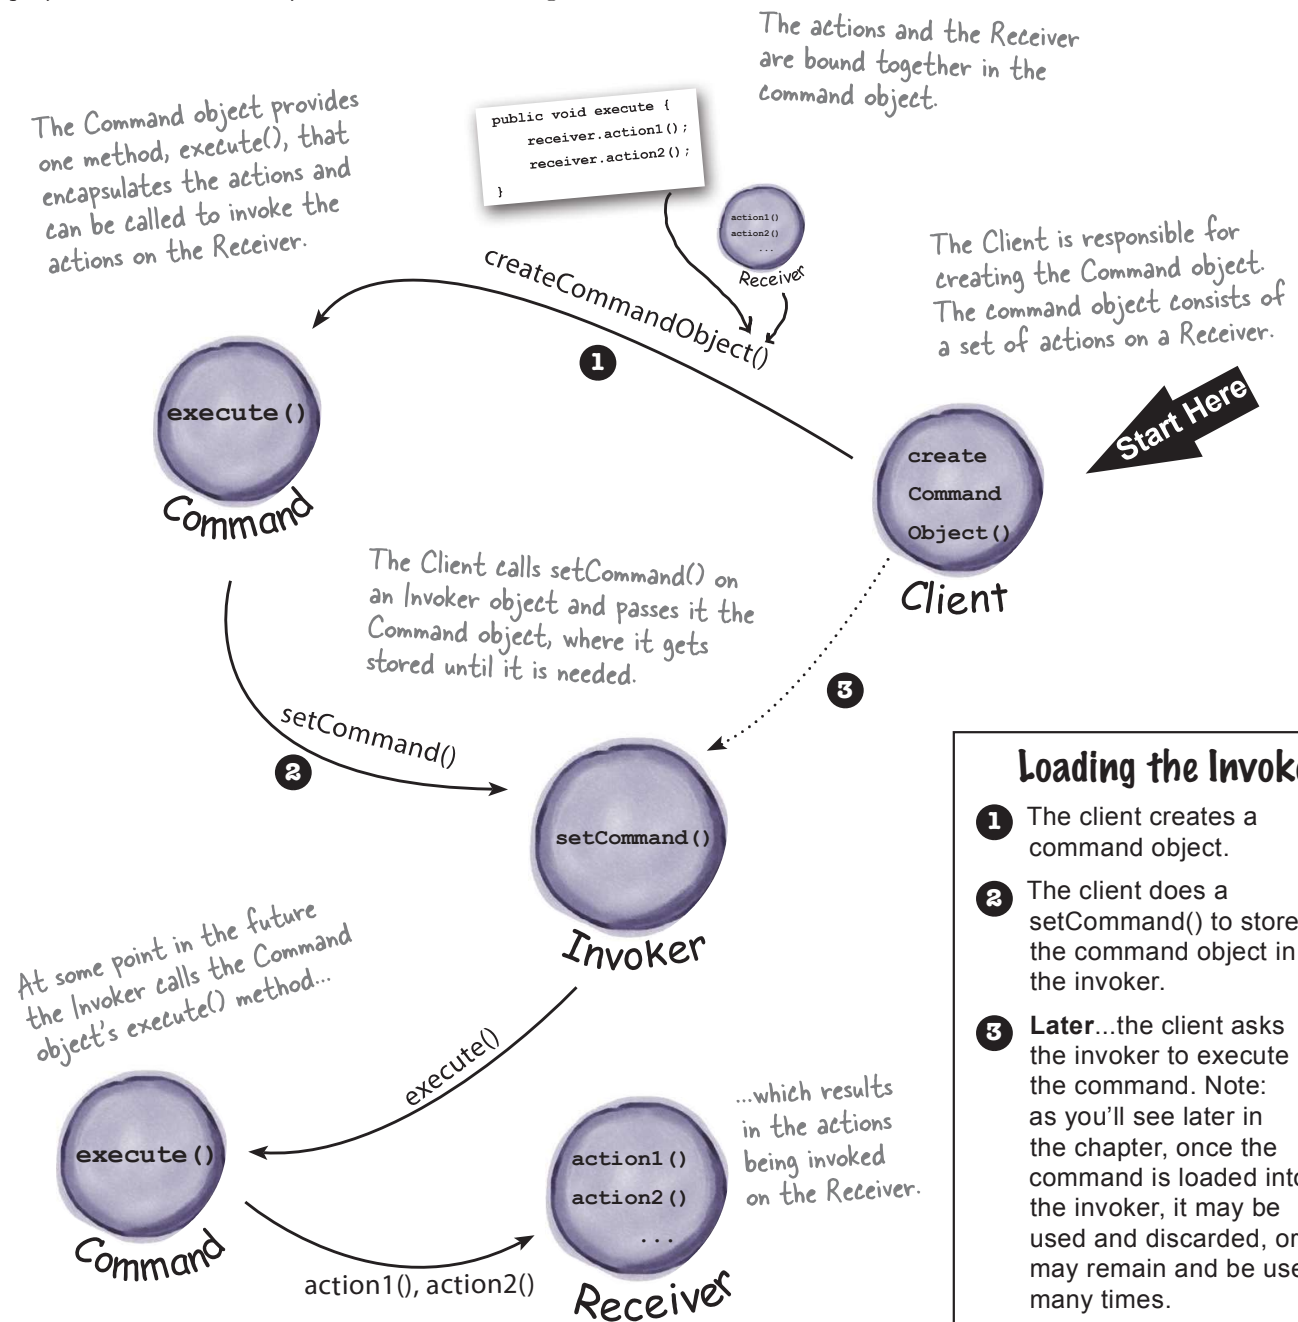 The actions and the Receiver
are bound together in the
command object.
The Command object provides
one method, execute(), that
encapsulates the actions and
can be called to invoke the
actions on the Receiver.
public void execute {
receiver.action1();
receiver.action2();
}
action1()
action2()
...
Receiver
The Client is responsible for
creating the Command object.
The command object consists of
a set of actions on a Receiver.
createCommandObject()
1
Start Here
execute()
Command
create
Command
Object()
Client
The Client calls setCommand() on
an Invoker object and passes it the
Command object, where it gets
stored until it is needed.
3
setCommand()
2
setCommand()
Invoker
At some point in the future
the Invoker calls the Command
object's execute() method...
execute()
execute()
Command
action1(), action2()
action1()
action2()
...
Receiver
...which results
in the actions
being invoked
on the Receiver.
Loading the Invoke
1 The client creates a
command object.
2 The client does a
setCommand() to store
the command object in
the invoker.
3 Later...the client asks
the invoker to execute
the command. Note:
as you'll see later in
the chapter, once the
command is loaded into
the invoker, it may be
used and discarded, or
may remain and be use
many times.